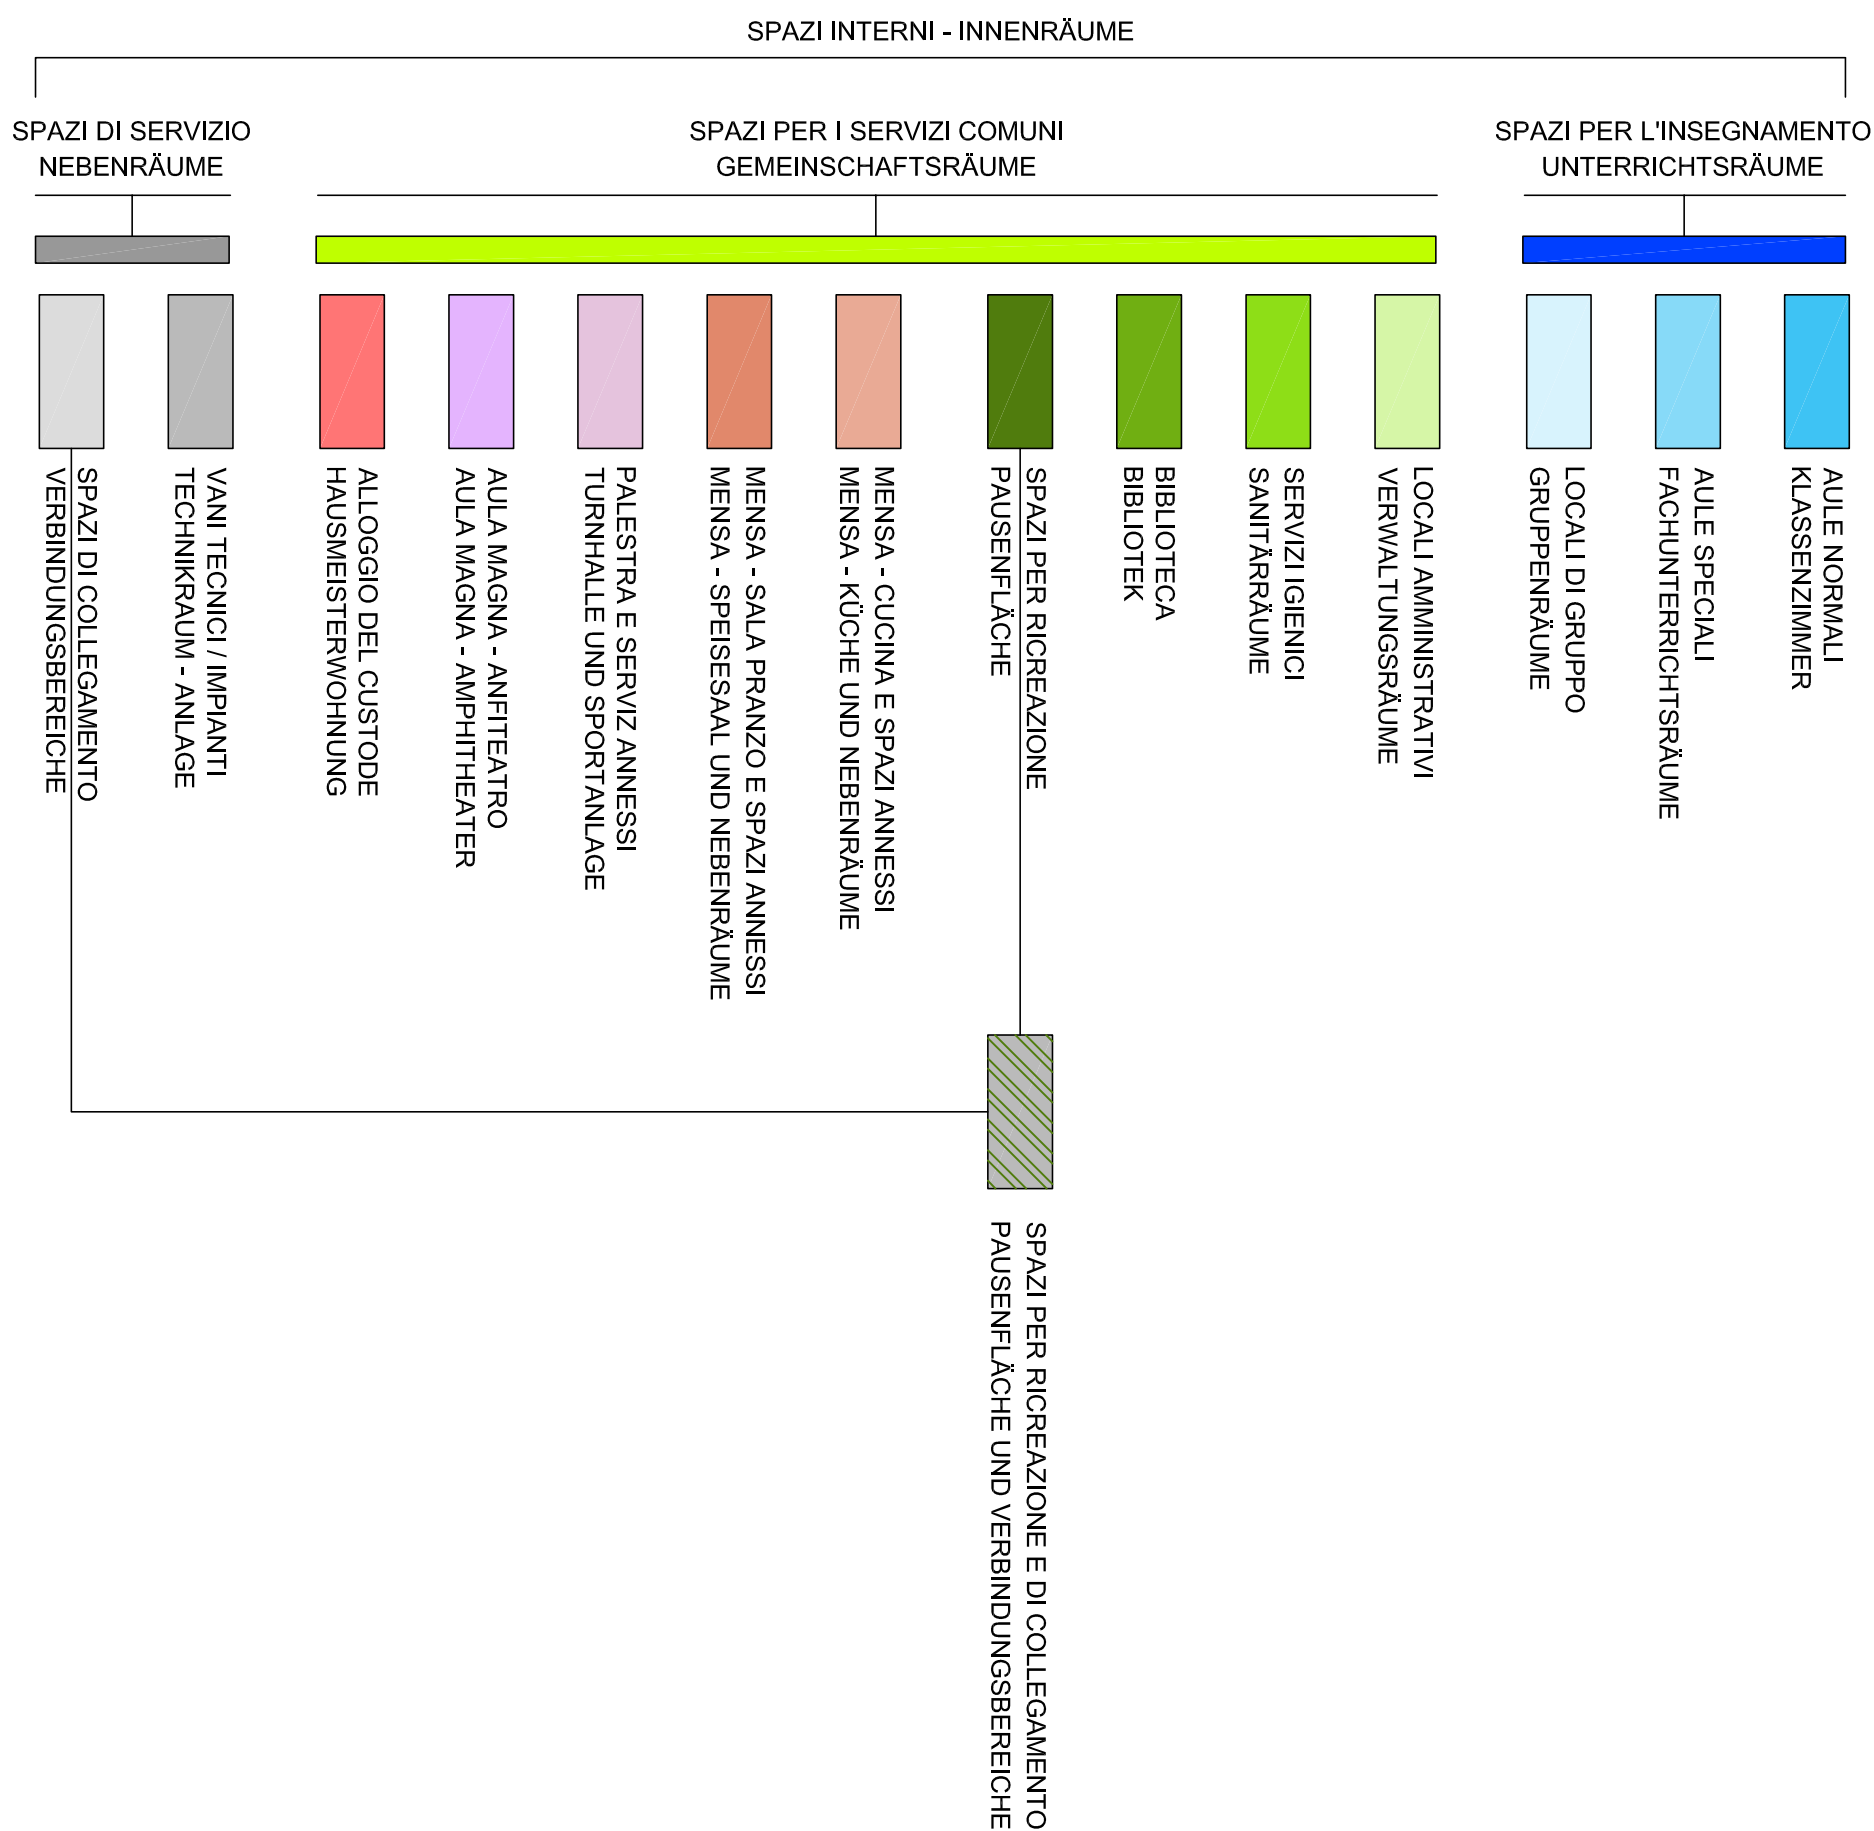 SPAZI INTERNI - INNENRÄUME
SPAZI DI SERVIZIO
NEBENRÄUME
SPAZI PER I SERVIZI COMUNI
GEMEINSCHAFTSRÄUME
SPAZI PER L'INSEGNAMENTO
UNTERRICHTSRÄUME
SPAZI DI COLLEGAMENTO
VERBINDUNGSBEREICHE
VANI TECNICI / IMPIANTI
TECHNIKRAUM - ANLAGE
ALLOGGIO DEL CUSTODE
HAUSMEISTERWOHNUNG
AULA MAGNA - ANFITEATRO
AULA MAGNA - AMPHITHEATER
PALESTRA E SERVIZ ANNESSI
TURNHALLE UND SPORTANLAGE
MENSA - SALA PRANZO E SPAZI ANNESSI
MENSA - SPEISESAAL UND NEBENRÄUME
MENSA - CUCINA E SPAZI ANNESSI
MENSA - KÜCHE UND NEBENRÄUME
SPAZI PER RICREAZIONE
PAUSENFLÄCHE
BIBLIOTECA
BIBLIOTEK
SERVIZI IGIENICI
SANITÄRRÄUME
LOCALI AMMINISTRATIVI
VERWALTUNGSRÄUME
LOCALI DI GRUPPO
GRUPPENRÄUME
AULE SPECIALI
FACHUNTERRICHTSRÄUME
AULE NORMALI
KLASSENZIMMER
SPAZI PER RICREAZIONE E DI COLLEGAMENTO
PAUSENFLÄCHE UND VERBINDUNGSBEREICHE